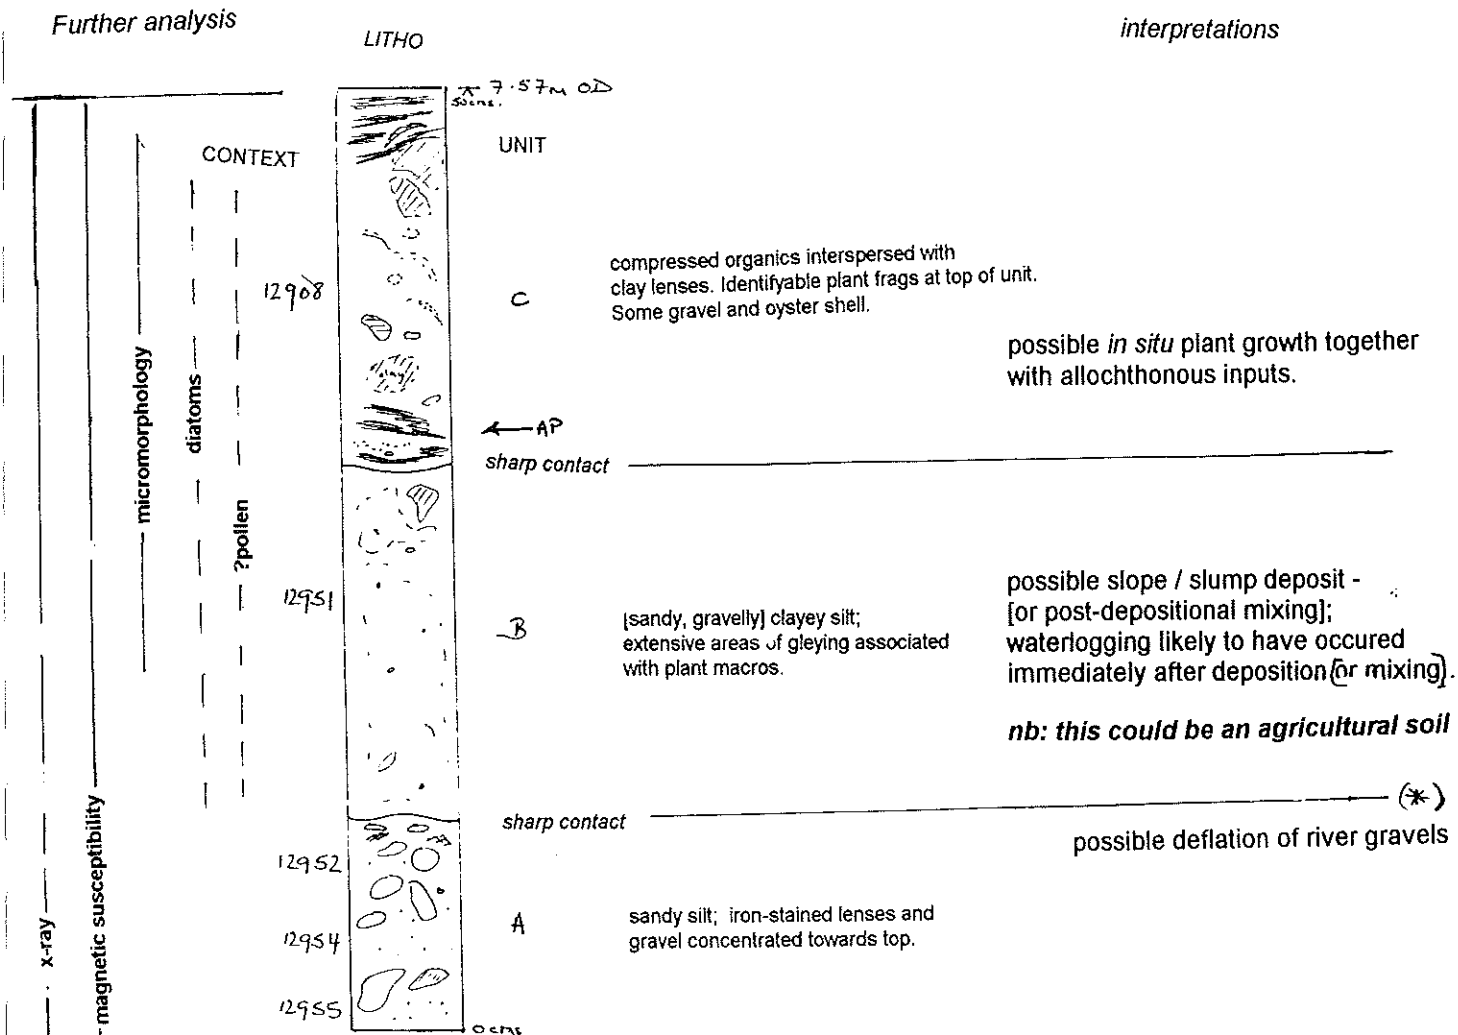 Further analysis
LITHO
interpretations
7.57m OD
50cms.
CONTEXT
UNIT
12908
C
compressed organics interspersed with
clay lenses. Identifyable plant frags at top of unit.
Some gravel and oyster shell.
possible in situ plant growth together
with allochthonous inputs.
clay
AP
sharp contact
micromorphology
diatoms
?pollen
12951
B
[sandy, gravelly] clayey silt;
extensive areas of gleying associated
with plant macros.
possible slope / slump deposit -
[or post-depositional mixing];
waterlogging likely to have occured
immediately after deposition [or mixing].
nb: this could be an agricultural soil
sharp contact
(*)
possible deflation of river gravels
12952
12954
12955
A
sandy silt; iron-stained lenses and
gravel concentrated towards top.
x-ray
magnetic susceptibility
0cms